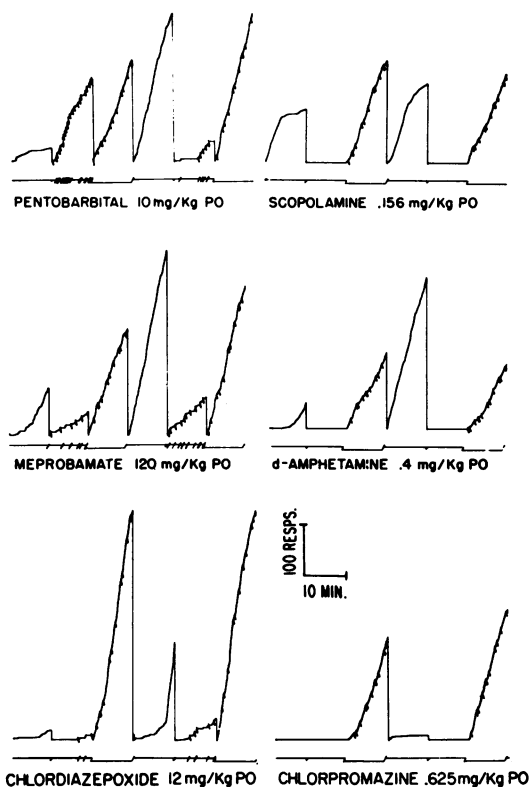 PENTOBARBITAL 10 mg/Kg PO
SCOPOLAMINE .156 mg/Kg PO
MEPROBAMATE 120 mg/Kg PO
d-AMPHETAMINE .4 mg/Kg PO
100 RESPS.
10 MIN.
CHLORDIAZEPOXIDE 12 mg/Kg PO
CHLORPROMAZINE .625 mg/Kg PO